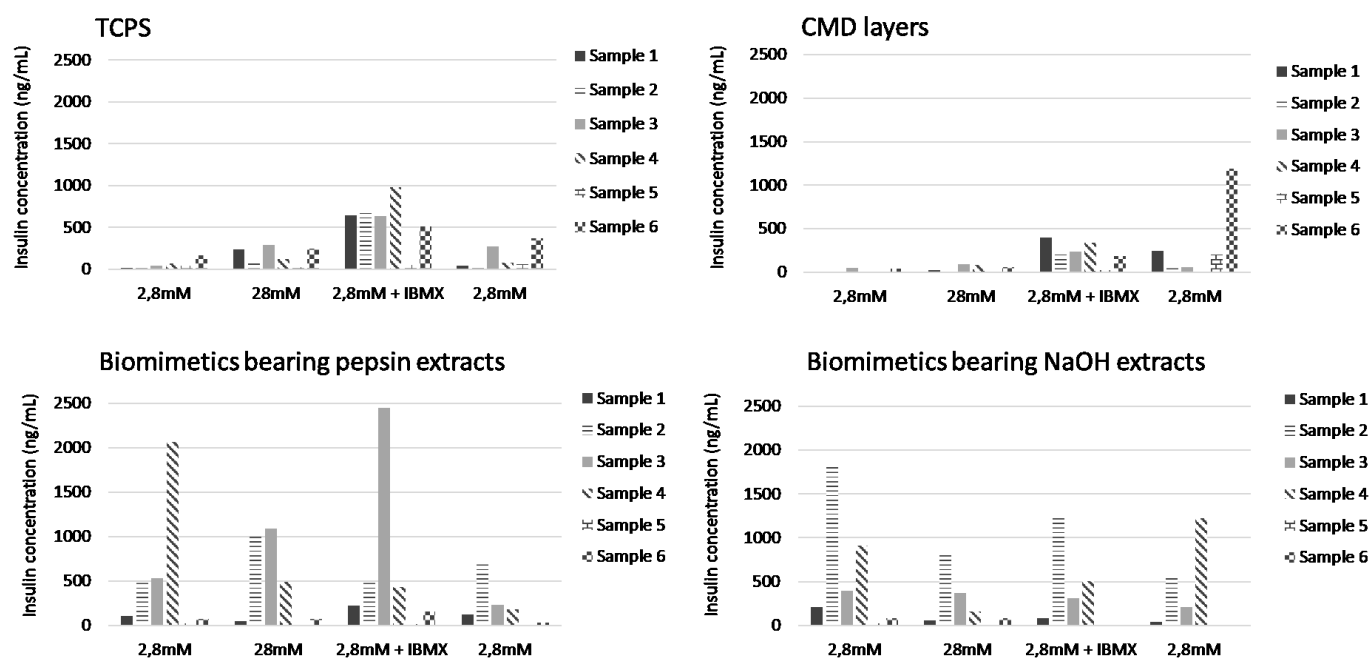 TCPS
Insulin concentration (ng/mL)
2500
2000
1500
1000
500
0
2,8mM
28mM
2,8mM + IBMX
2,8mM
Sample 1
Sample 2
Sample 3
Sample 4
Sample 5
Sample 6
CMD layers
Insulin concentration (ng/mL)
2500
2000
1500
1000
500
0
2,8mM
28mM
2,8mM + IBMX
2,8mM
Sample 1
Sample 2
Sample 3
Sample 4
Sample 5
Sample 6
Biomimetics bearing pepsin extracts
Insulin concentration (ng/mL)
2500
2000
1500
1000
500
0
2,8mM
28mM
2,8mM + IBMX
2,8mM
Sample 1
Sample 2
Sample 3
Sample 4
Sample 5
Sample 6
Biomimetics bearing NaOH extracts
Insulin concentration (ng/mL)
2500
2000
1500
1000
500
0
2,8mM
28mM
2,8mM + IBMX
2,8mM
Sample 1
Sample 2
Sample 3
Sample 4
Sample 5
Sample 6